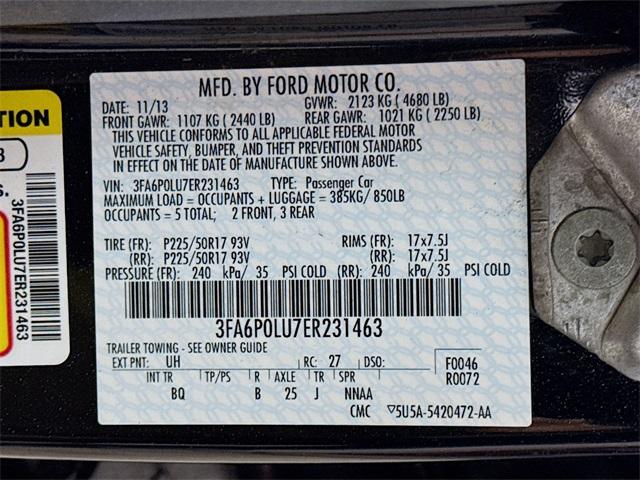 MFD. BY FORD MOTOR CO.
DATE: 11/13 GVWR: 2123 KG ( 4680 LB)
FRONT GAWR: 1107 KG ( 2440 LB) REAR GAWR: 1021 KG ( 2250 LB)
THIS VEHICLE CONFORMS TO ALL APPLICABLE FEDERAL MOTOR
VEHICLE SAFETY, BUMPER, AND THEFT PREVENTION STANDARDS
IN EFFECT ON THE DATE OF MANUFACTURE SHOWN ABOVE.
VIN: 3FA6P0LU7ER231463 TYPE: Passenger Car
MAXIMUM LOAD = OCCUPANTS + LUGGAGE = 385KG/ 850LB
OCCUPANTS = 5 TOTAL; 2 FRONT, 3 REAR
TIRE (FR): P225/50R17 93V RIMS (FR): 17x7.5J
(RR): P225/50R17 93V (RR): 17x7.5J
PRESSURE (FR): 240 kPa/ 35 PSI COLD (RR): 240 kPa/ 35 PSI COLD
3FA6P0LU7ER231463
TRAILER TOWING - SEE OWNER GUIDE
EXT PNT: UH RC: 27 DSO: F0046
R0072
INT TR TP/PS R AXLE TR SPR
BQ B 25 J NNAA
CMC ▽5U5A-5420472-AA
TION
3
s.
3FA6P0LU7ER231463